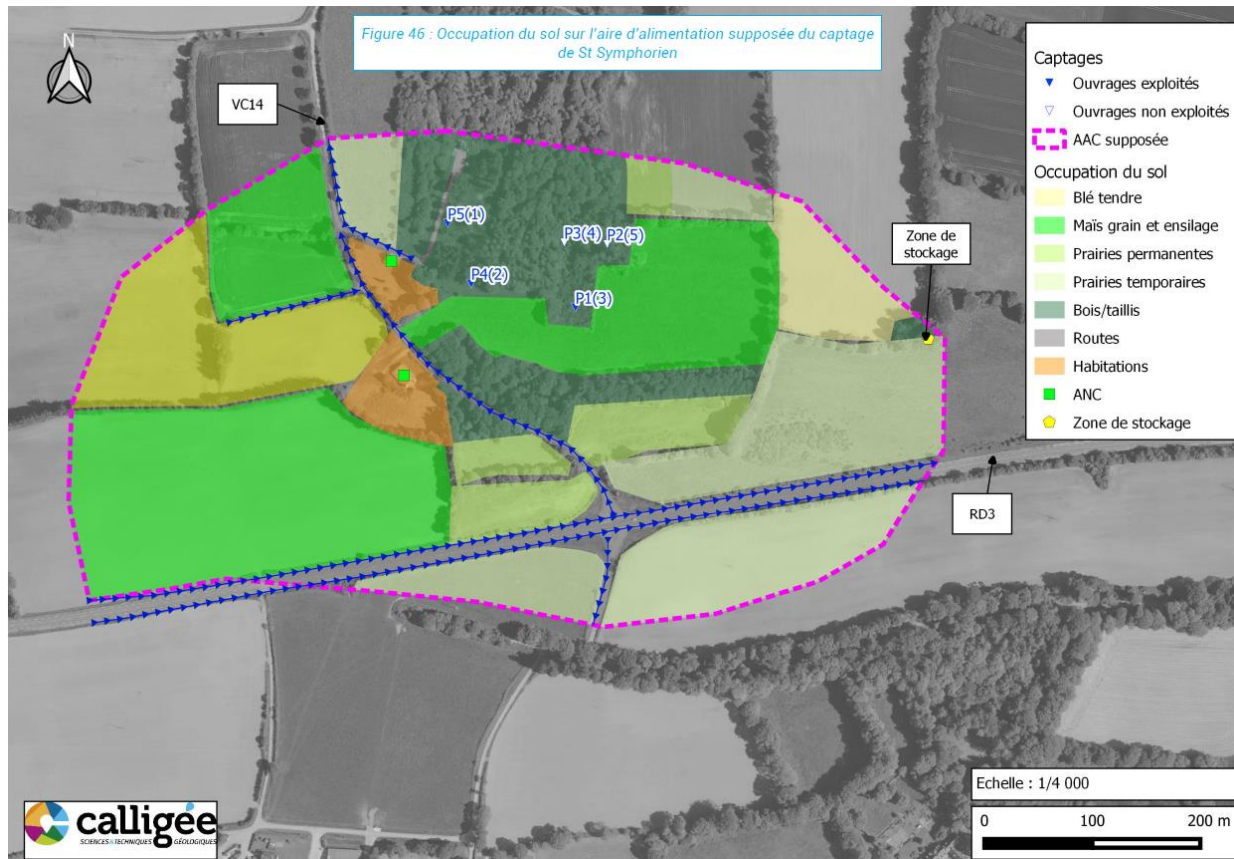 Figure 46 : Occupation du sol sur l'aire d'alimentation supposée du captage
de St Symphorien
N
VC14
Captages
Ouvrages exploités
Ouvrages non exploités
AAC supposée
Occupation du sol
Blé tendre
Maïs grain et ensilage
Prairies permanentes
Prairies temporaires
Bois/taillis
Routes
Habitations
ANC
Zone de stockage
P5(1)
P3(4)
P2(5)
Zone de
stockage
P4(2)
P1(3)
RD3
Echelle : 1/4 000
0 100 200 m
calligée
SCIENCES & TECHNIQUES GÉOLOGIQUES